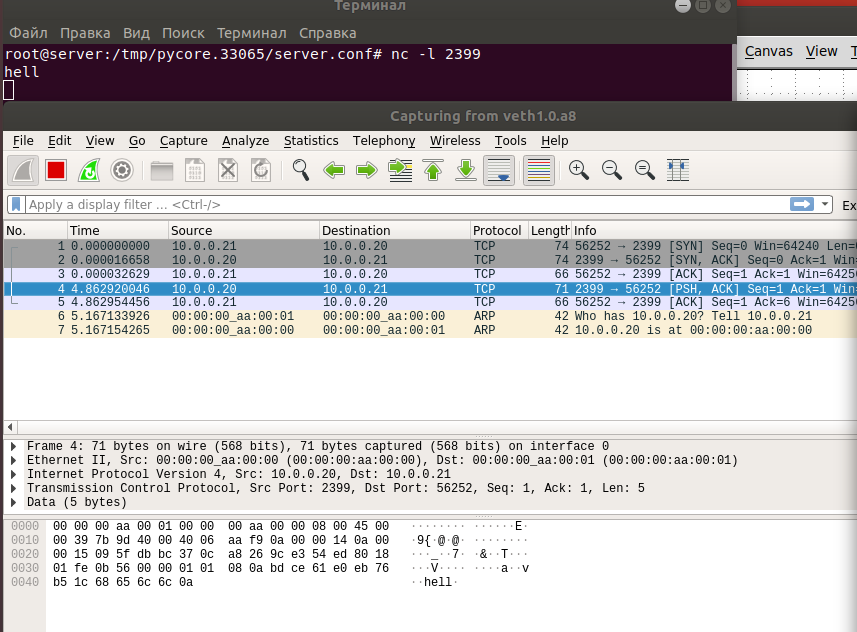 Терминал
Файл Правка Вид Поиск Терминал Справка
root@server:/tmp/pycore.33065/server.conf# nc -l 2399
hell
Canvas View T
Capturing from veth1.0.a8
File Edit View Go Capture Analyze Statistics Telephony Wireless Tools Help
Apply a display filter … <Ctrl-/>
Ex
No. Time Source Destination Protocol Length Info
1 0.000000000 10.0.0.21 10.0.0.20 TCP 74 56252 → 2399 [SYN] Seq=0 Win=64240 Len=
2 0.000016658 10.0.0.20 10.0.0.21 TCP 74 2399 → 56252 [SYN, ACK] Seq=0 Ack=1 Win=
3 0.000032629 10.0.0.21 10.0.0.20 TCP 66 56252 → 2399 [ACK] Seq=1 Ack=1 Win=6425
4 4.862920046 10.0.0.20 10.0.0.21 TCP 71 2399 → 56252 [PSH, ACK] Seq=1 Ack=1 Win
5 4.862954456 10.0.0.21 10.0.0.20 TCP 66 56252 → 2399 [ACK] Seq=1 Ack=6 Win=6425
6 5.167133926 00:00:00_aa:00:01 00:00:00_aa:00:00 ARP 42 Who has 10.0.0.20? Tell 10.0.0.21
7 5.167154265 00:00:00_aa:00:00 00:00:00_aa:00:01 ARP 42 10.0.0.20 is at 00:00:00:aa:00:00
Frame 4: 71 bytes on wire (568 bits), 71 bytes captured (568 bits) on interface 0
Ethernet II, Src: 00:00:00_aa:00:00 (00:00:00:aa:00:00), Dst: 00:00:00_aa:00:01 (00:00:00:aa:00:01)
Internet Protocol Version 4, Src: 10.0.0.20, Dst: 10.0.0.21
Transmission Control Protocol, Src Port: 2399, Dst Port: 56252, Seq: 1, Ack: 1, Len: 5
Data (5 bytes)
0000 00 00 00 aa 00 01 00 00 00 aa 00 00 08 00 45 00 ········ ······E·
0010 00 39 7b 9d 40 00 40 06 aa f9 0a 00 00 14 0a 00 ·9{·@·@· ········
0020 00 15 09 5f db bc 37 0c a8 26 9c e3 54 ed 80 18 ···_··7· ·&··T···
0030 01 fe 0b 56 00 00 01 01 08 0a bd ce 61 e0 eb 76 ···V···· ····a··v
0040 b5 1c 68 65 6c 6c 0a ··hell·